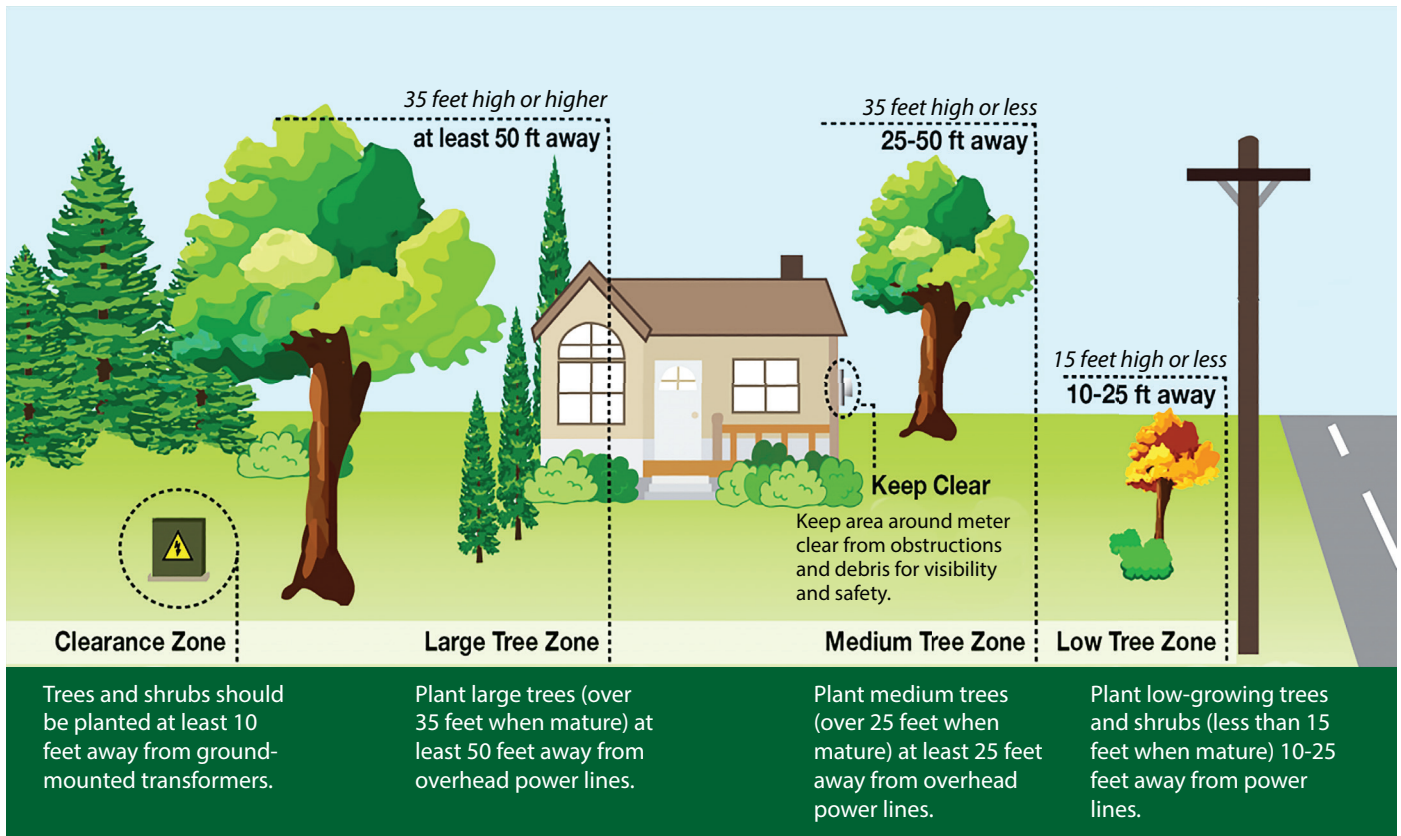 35 feet high or higher
at least 50 ft away
35 feet high or less
25-50 ft away
15 feet high or less
10-25 ft away
Keep Clear
Keep area around meter
clear from obstructions
and debris for visibility
and safety.
Clearance Zone
Large Tree Zone
Medium Tree Zone
Low Tree Zone
Trees and shrubs should
be planted at least 10
feet away from ground-
mounted transformers.
Plant large trees (over
35 feet when mature) at
least 50 feet away from
overhead power lines.
Plant medium trees
(over 25 feet when
mature) at least 25 feet
away from overhead
power lines.
Plant low-growing trees
and shrubs (less than 15
feet when mature) 10-25
feet away from power
lines.